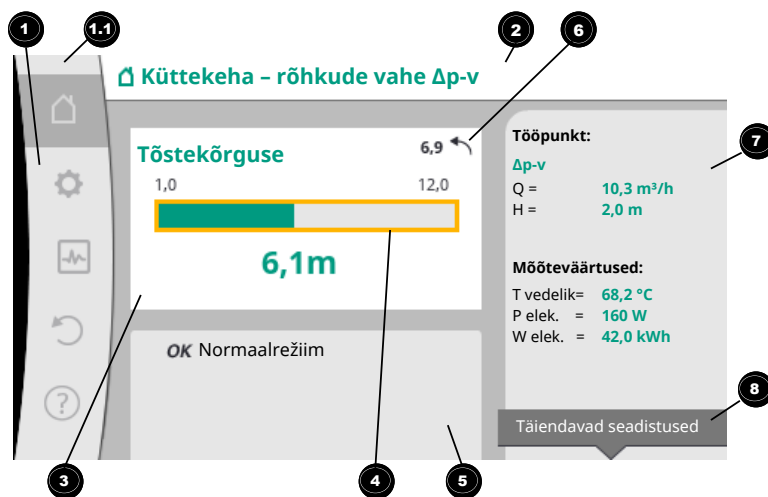 1
1.1
2
6
Küttekeha – rõhkude vahe Δp-v
Tõstekõrguse
6,9
1,0 12,0
6,1m
OK Normaalrežiim
Tööpunkt:
Δp-v
Q = 10,3 m³/h
H = 2,0 m
Mõõteväärtused:
T vedelik= 68,2 °C
P elek. = 160 W
W elek. = 42,0 kWh
Täiendavad seadistused
?
7
8
3
4
5